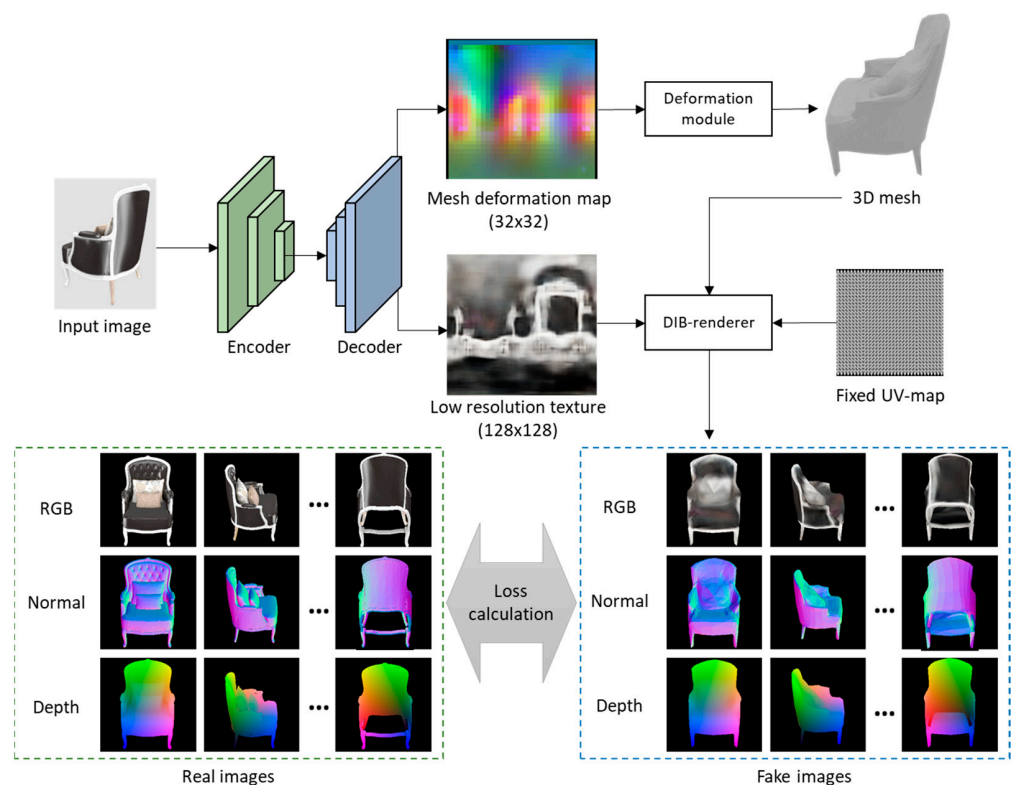 Deformation
module
Mesh deformation map
(32x32)
3D mesh
Input image
Encoder
Decoder
DIB-renderer
Low resolution texture
(128x128)
Fixed UV-map
RGB
...
RGB
...
Normal
...
Loss
calculation
Normal
...
Depth
...
Depth
...
Real images
Fake images